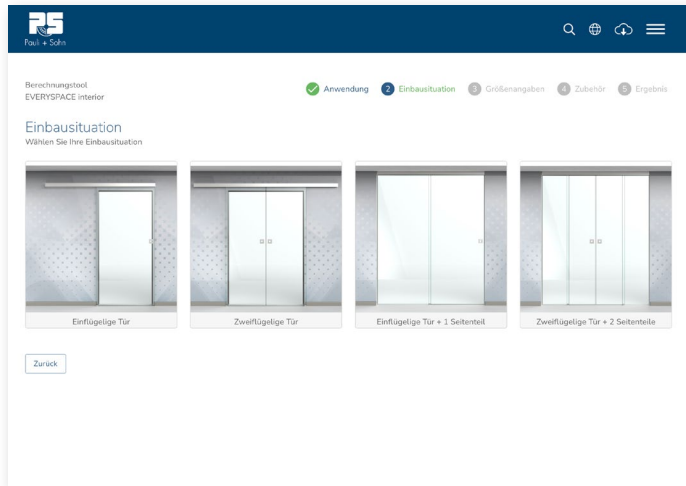 PS
Pauli + Sohn
Berechnungstool
EVERYSPACE interior
Anwendung
2 Einbausituation
3 Größenangaben
4 Zubehör
5 Ergebnis
Einbausituation
Wählen Sie Ihre Einbausituation
Einflügelige Tür
Zweiflügelige Tür
Einflügelige Tür + 1 Seitenteil
Zweiflügelige Tür + 2 Seitenteile
Zurück